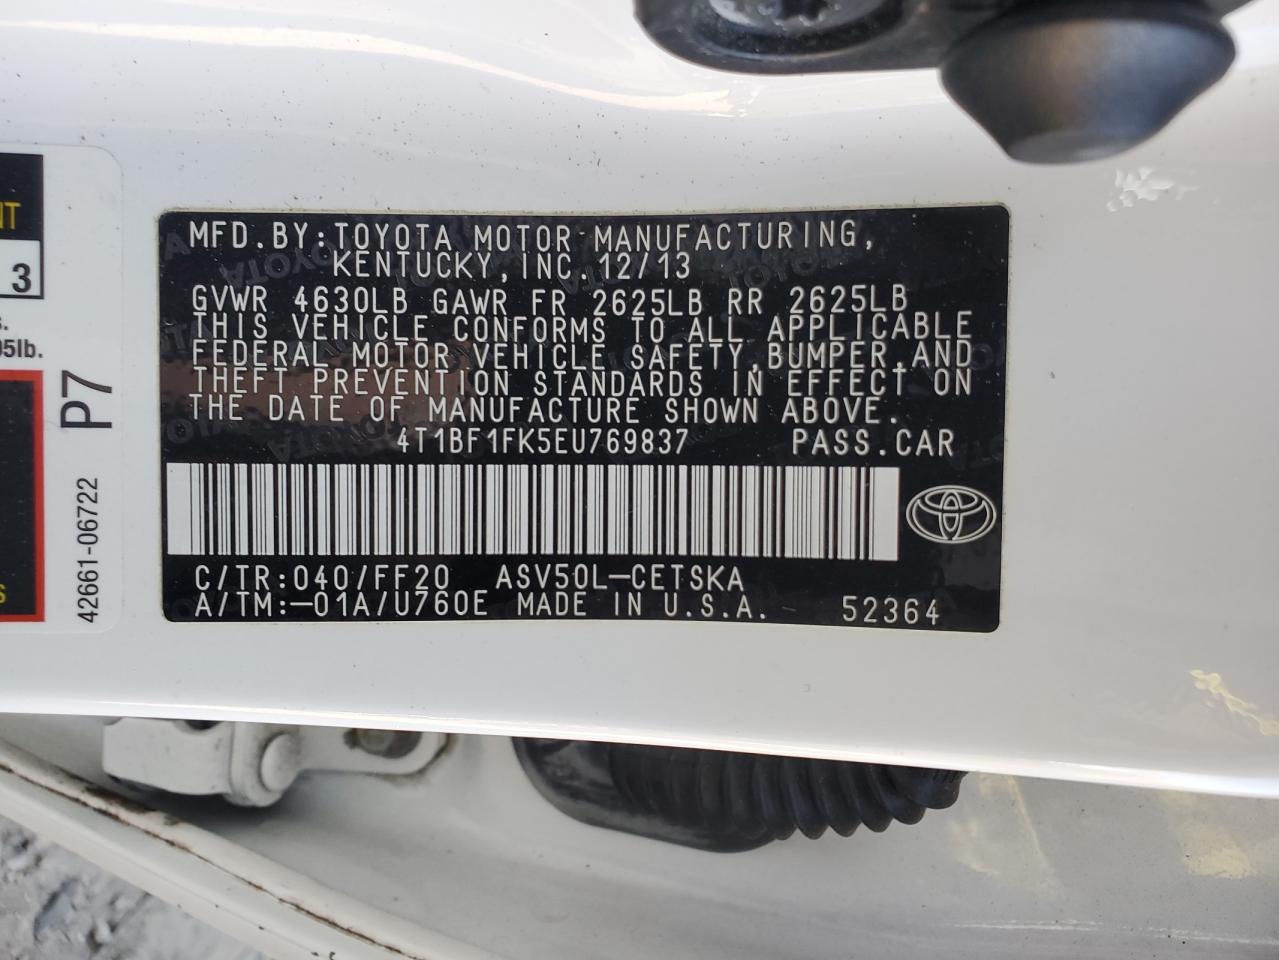 NT
3
s.
05lb.
S
P7
42661-06722
MFD.BY:TOYOTA MOTOR MANUFACTURING,
KENTUCKY,INC.12/13
GVWR 4630LB GAWR FR 2625LB RR 2625LB
THIS VEHICLE CONFORMS TO ALL APPLICABLE
FEDERAL MOTOR VEHICLE SAFETY,BUMPER,AND
THEFT PREVENTION STANDARDS IN EFFECT ON
THE DATE OF MANUFACTURE SHOWN ABOVE.
4T1BF1FK5EU769837 PASS.CAR
C/TR:040/FF20 ASV50L-CETSKA
A/TM:-01A/U760E MADE IN U.S.A. 52364